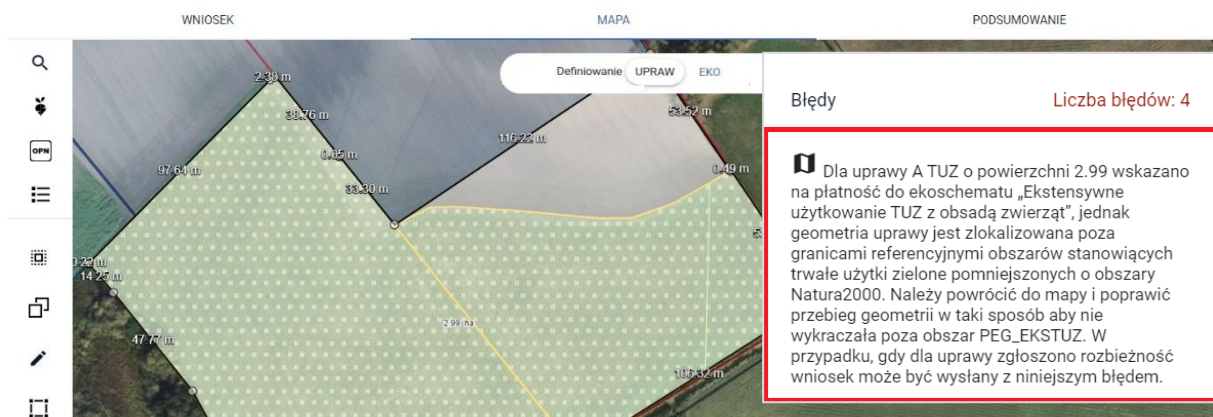 WNIOSEK
MAPA
PODSUMOWANIE
Definiowanie UPRAW EKO
OPN
2.38 m
38.76 m
0.65 m
97.64 m
33.30 m
116.22 m
53.52 m
0.49 m
0.22 m
14.25 m
47.77 m
2.99 ha
Błędy
Liczba błędów: 4
Dla uprawy A TUZ o powierzchni 2.99 wskazano
na płatność do ekoschematu „Ekstensywne
użytkowanie TUZ z obsadą zwierząt”, jednak
geometria uprawy jest zlokalizowana poza
granicami referencyjnymi obszarów stanowiących
trwałe użytki zielone pomniejszonych o obszary
Natura2000. Należy powrócić do mapy i poprawić
przebieg geometrii w taki sposób aby nie
wykraczała poza obszar PEG_EKSTUZ. W
przypadku, gdy dla uprawy zgłoszono rozbieżność
wniosek może być wysłany z niniejszym błędem.